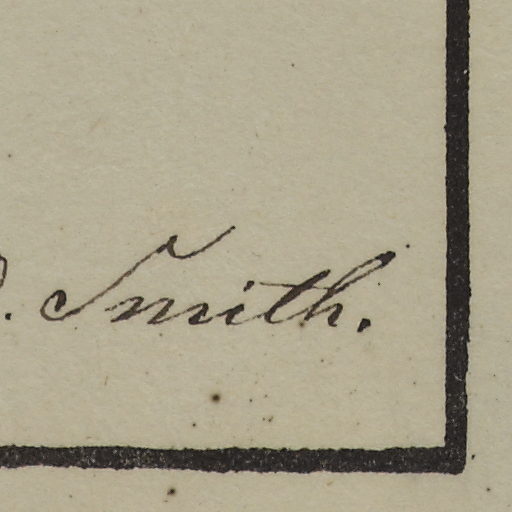 . Smith.